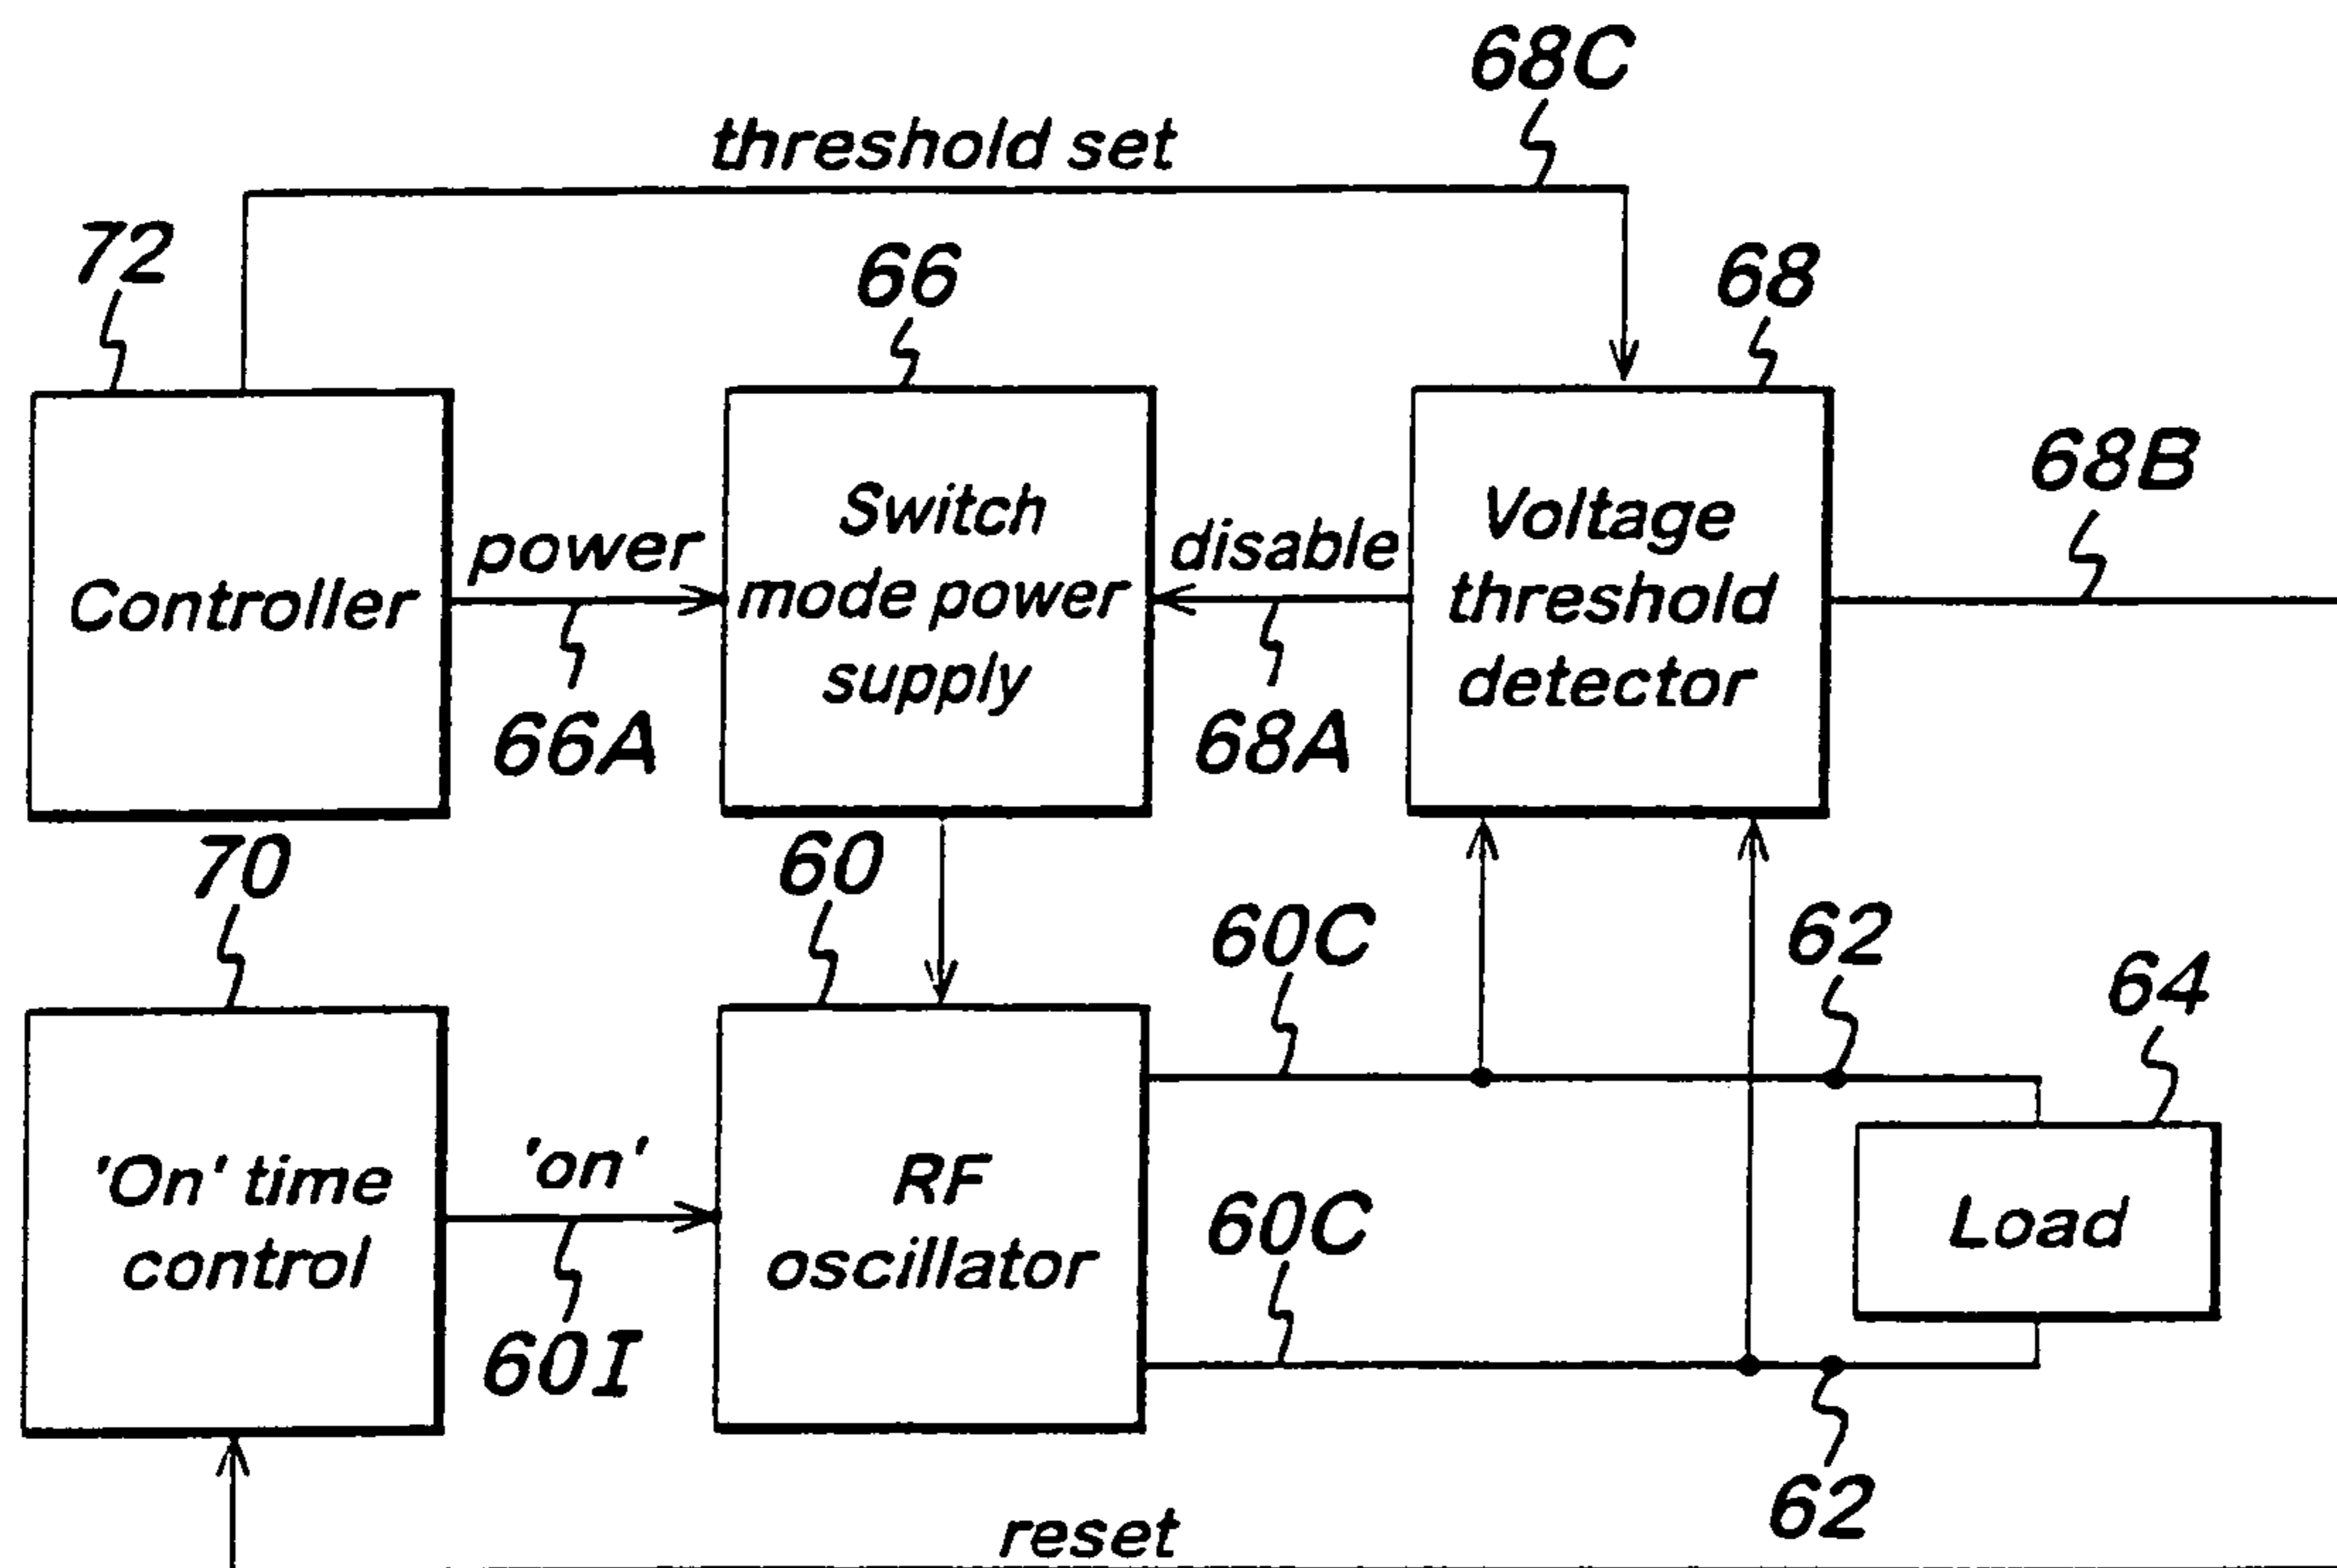 68C
threshold set
72
66
68
68B
Controller
power
66A
Switch
mode power
supply
disable
68A
Voltage
threshold
detector
70
60
60C
62
64
'On' time
control
'on'
60I
RF
oscillator
60C
Load
62
reset